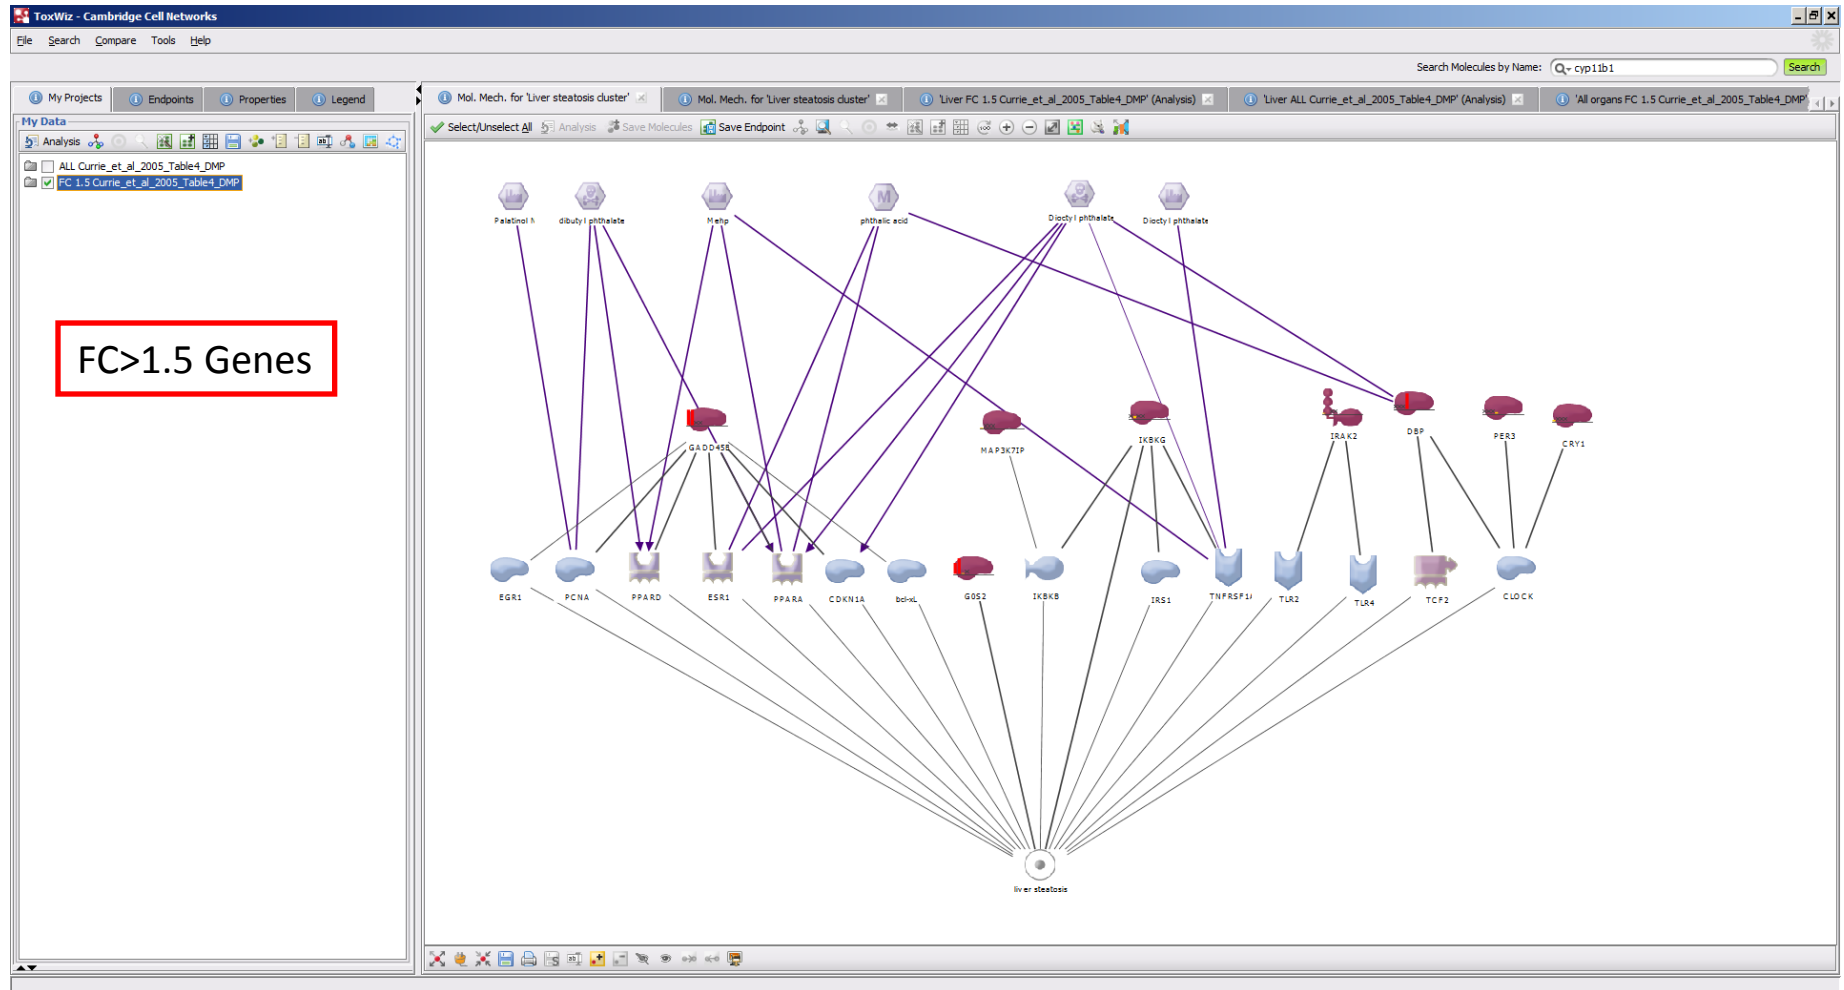 ToxWiz - Cambridge Cell Networks
File Search Compare Tools Help
Search Molecules by Name: cyp11b1 Search
My Projects Endpoints Properties Legend
Mol. Mech. for 'Liver steatosis cluster' Mol. Mech. for 'Liver steatosis cluster' 'Liver FC 1.5 Currie_et_al_2005_Table4_DMP' (Analysis) 'Liver ALL Currie_et_al_2005_Table4_DMP' (Analysis) 'All organs FC 1.5 Currie_et_al_2005_Table4_DMP'
My Data
Analysis
Select/Unselect All Analysis Save Molecules Save Endpoint
ALL Currie_et_al_2005_Table4_DMP
FC 1.5 Currie_et_al_2005_Table4_DMP
Palatinol M dibutyl phthalate Mehp phthalic acid Dioctyl phthalate Dioctyl phthalate
FC>1.5 Genes
GADD45B MAP3K7IP IKBKG IRAK2 DBP PER3 CRY1
EGR1 PCNA PPARD ESR1 PPARA CDKN1A bcl-xL G0S2 IKBKB IRS1 TNFRSF1A TLR2 TLR4 TCF2 CLOCK
liver steatosis